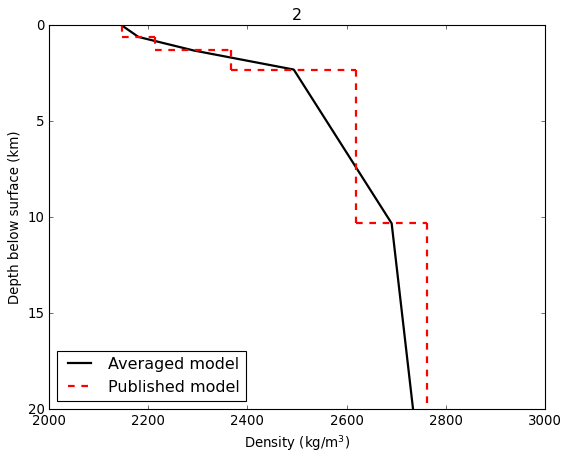 2
0
5
10
15
20
2000 2200 2400 2600 2800 3000
Depth below surface (km)
Density (kg/m³)
Averaged model
Published model